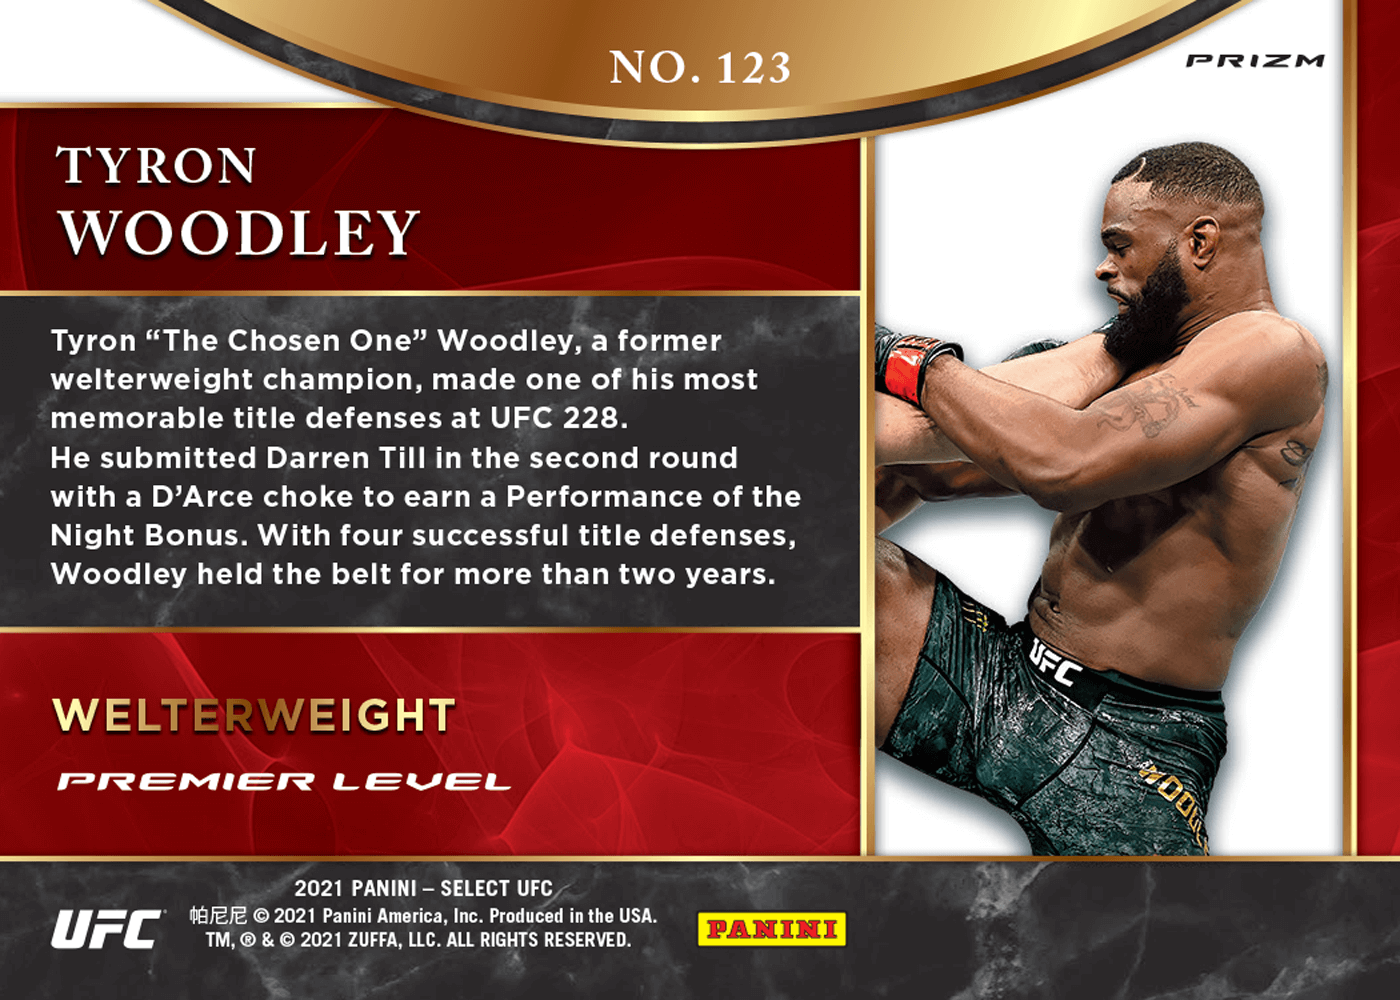 NO. 123
PRIZM
TYRON
WOODLEY
Tyron “The Chosen One” Woodley, a former
welterweight champion, made one of his most
memorable title defenses at UFC 228.
He submitted Darren Till in the second round
with a D’Arce choke to earn a Performance of the
Night Bonus. With four successful title defenses,
Woodley held the belt for more than two years.
UFC
WELTERWEIGHT
PREMIER LEVEL
2021 PANINI – SELECT UFC
帕尼尼 © 2021 Panini America, Inc. Produced in the USA.
TM, ® & © 2021 ZUFFA, LLC. ALL RIGHTS RESERVED.
UFC
PANINI